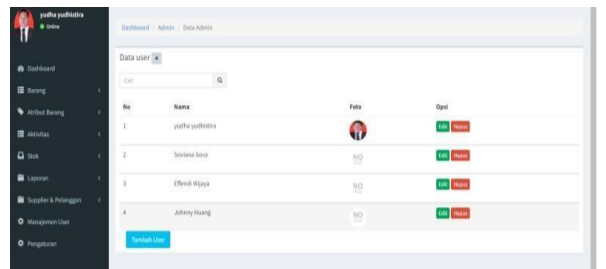 yudha yudhistira
Online
Dashboard / Admin / Data Admin
Dashboard
Barang
Atribut Barang
Aktivitas
Stok
Laporan
Supplier & Pelanggan
Manajemen User
Pengaturan
Data user 4
Cari
No Nama Foto Opsi
1 yudha yudhistira Edit Hapus
2 Soviana Sova NO Edit Hapus
3 Effendi Wijaya NO Edit Hapus
4 Johnny Huang NO Edit Hapus
Tambah User